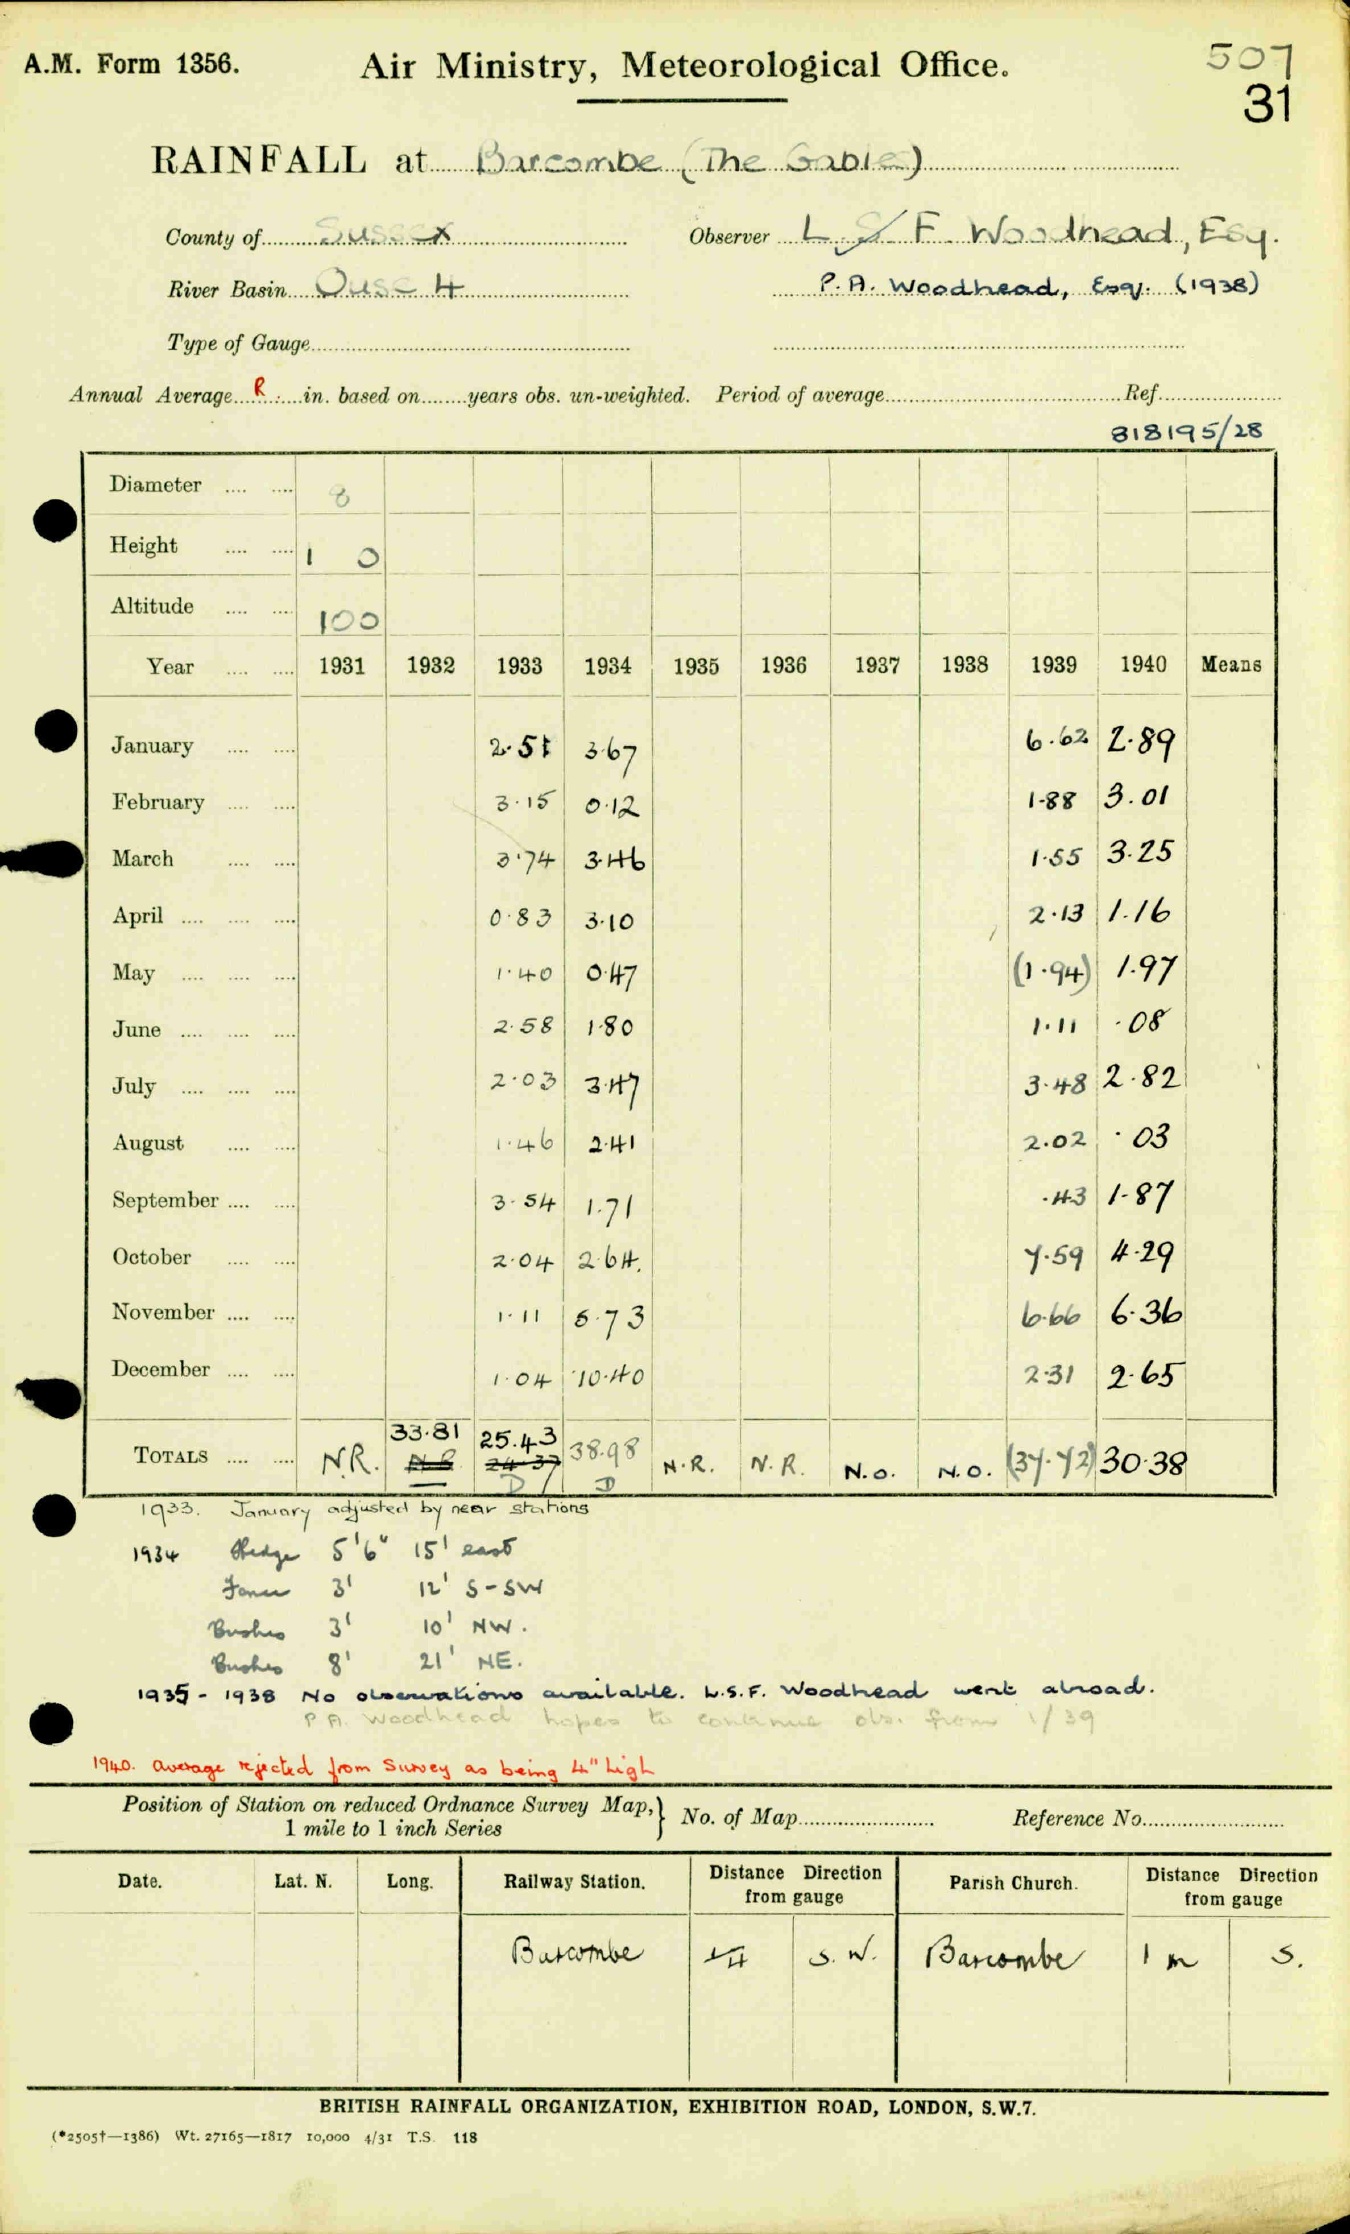 A.M. Form 1356.
Air Ministry, Meteorological Office.
507
31
RAINFALL at Barcombe (The Gables)
County of Sussex Observer L. S. F. Woodhead, Esq.
River Basin Ouse 4 P. A. Woodhead, Esq. (1938)
Type of Gauge
Annual Average R in. based on years obs. un-weighted. Period of average Ref.
818195/28
Diameter 8
Height 1 0
Altitude 100
Year 1931 1932 1933 1934 1935 1936 1937 1938 1939 1940 Means
January 2.51 3.67 6.62 2.89
February 3.15 0.12 1.88 3.01
March 3.74 3.46 1.55 3.25
April 0.83 3.10 2.13 1.16
May 1.40 0.47 (1.94) 1.97
June 2.58 1.80 1.11 .08
July 2.03 3.47 3.48 2.82
August 1.46 2.41 2.02 .03
September 3.54 1.71 .43 1.87
October 2.04 2.64. 7.59 4.29
November 1.11 5.73 6.66 6.36
December 1.04 10.40 2.31 2.65
33.81 25.43
TOTALS N.R. N.R. 24.37 38.98 N.R. N.R. N.O. N.O. (37.72) 30.38
D D
1933. January adjusted by near stations
1934 Hedge 5'6" 15' east
Fence 3' 12' S-SW
Bushes 3' 10' NW.
Bushes 8' 21' NE.
1935 - 1938 No observations available. L.S.F. Woodhead went abroad.
P.A. Woodhead hopes to continue obs. from 1/39
1940. average rejected from Survey as being 4" high
Position of Station on reduced Ordnance Survey Map, } No. of Map Reference No.
1 mile to 1 inch Series
Date. Lat. N. Long. Railway Station. Distance Direction from gauge Parish Church. Distance Direction from gauge
Barcombe 1/4 S.W. Barcombe 1 m S.
BRITISH RAINFALL ORGANIZATION, EXHIBITION ROAD, LONDON, S.W.7.
(*2505†—1386) Wt. 27165—1817 10,000 4/31 T.S. 118